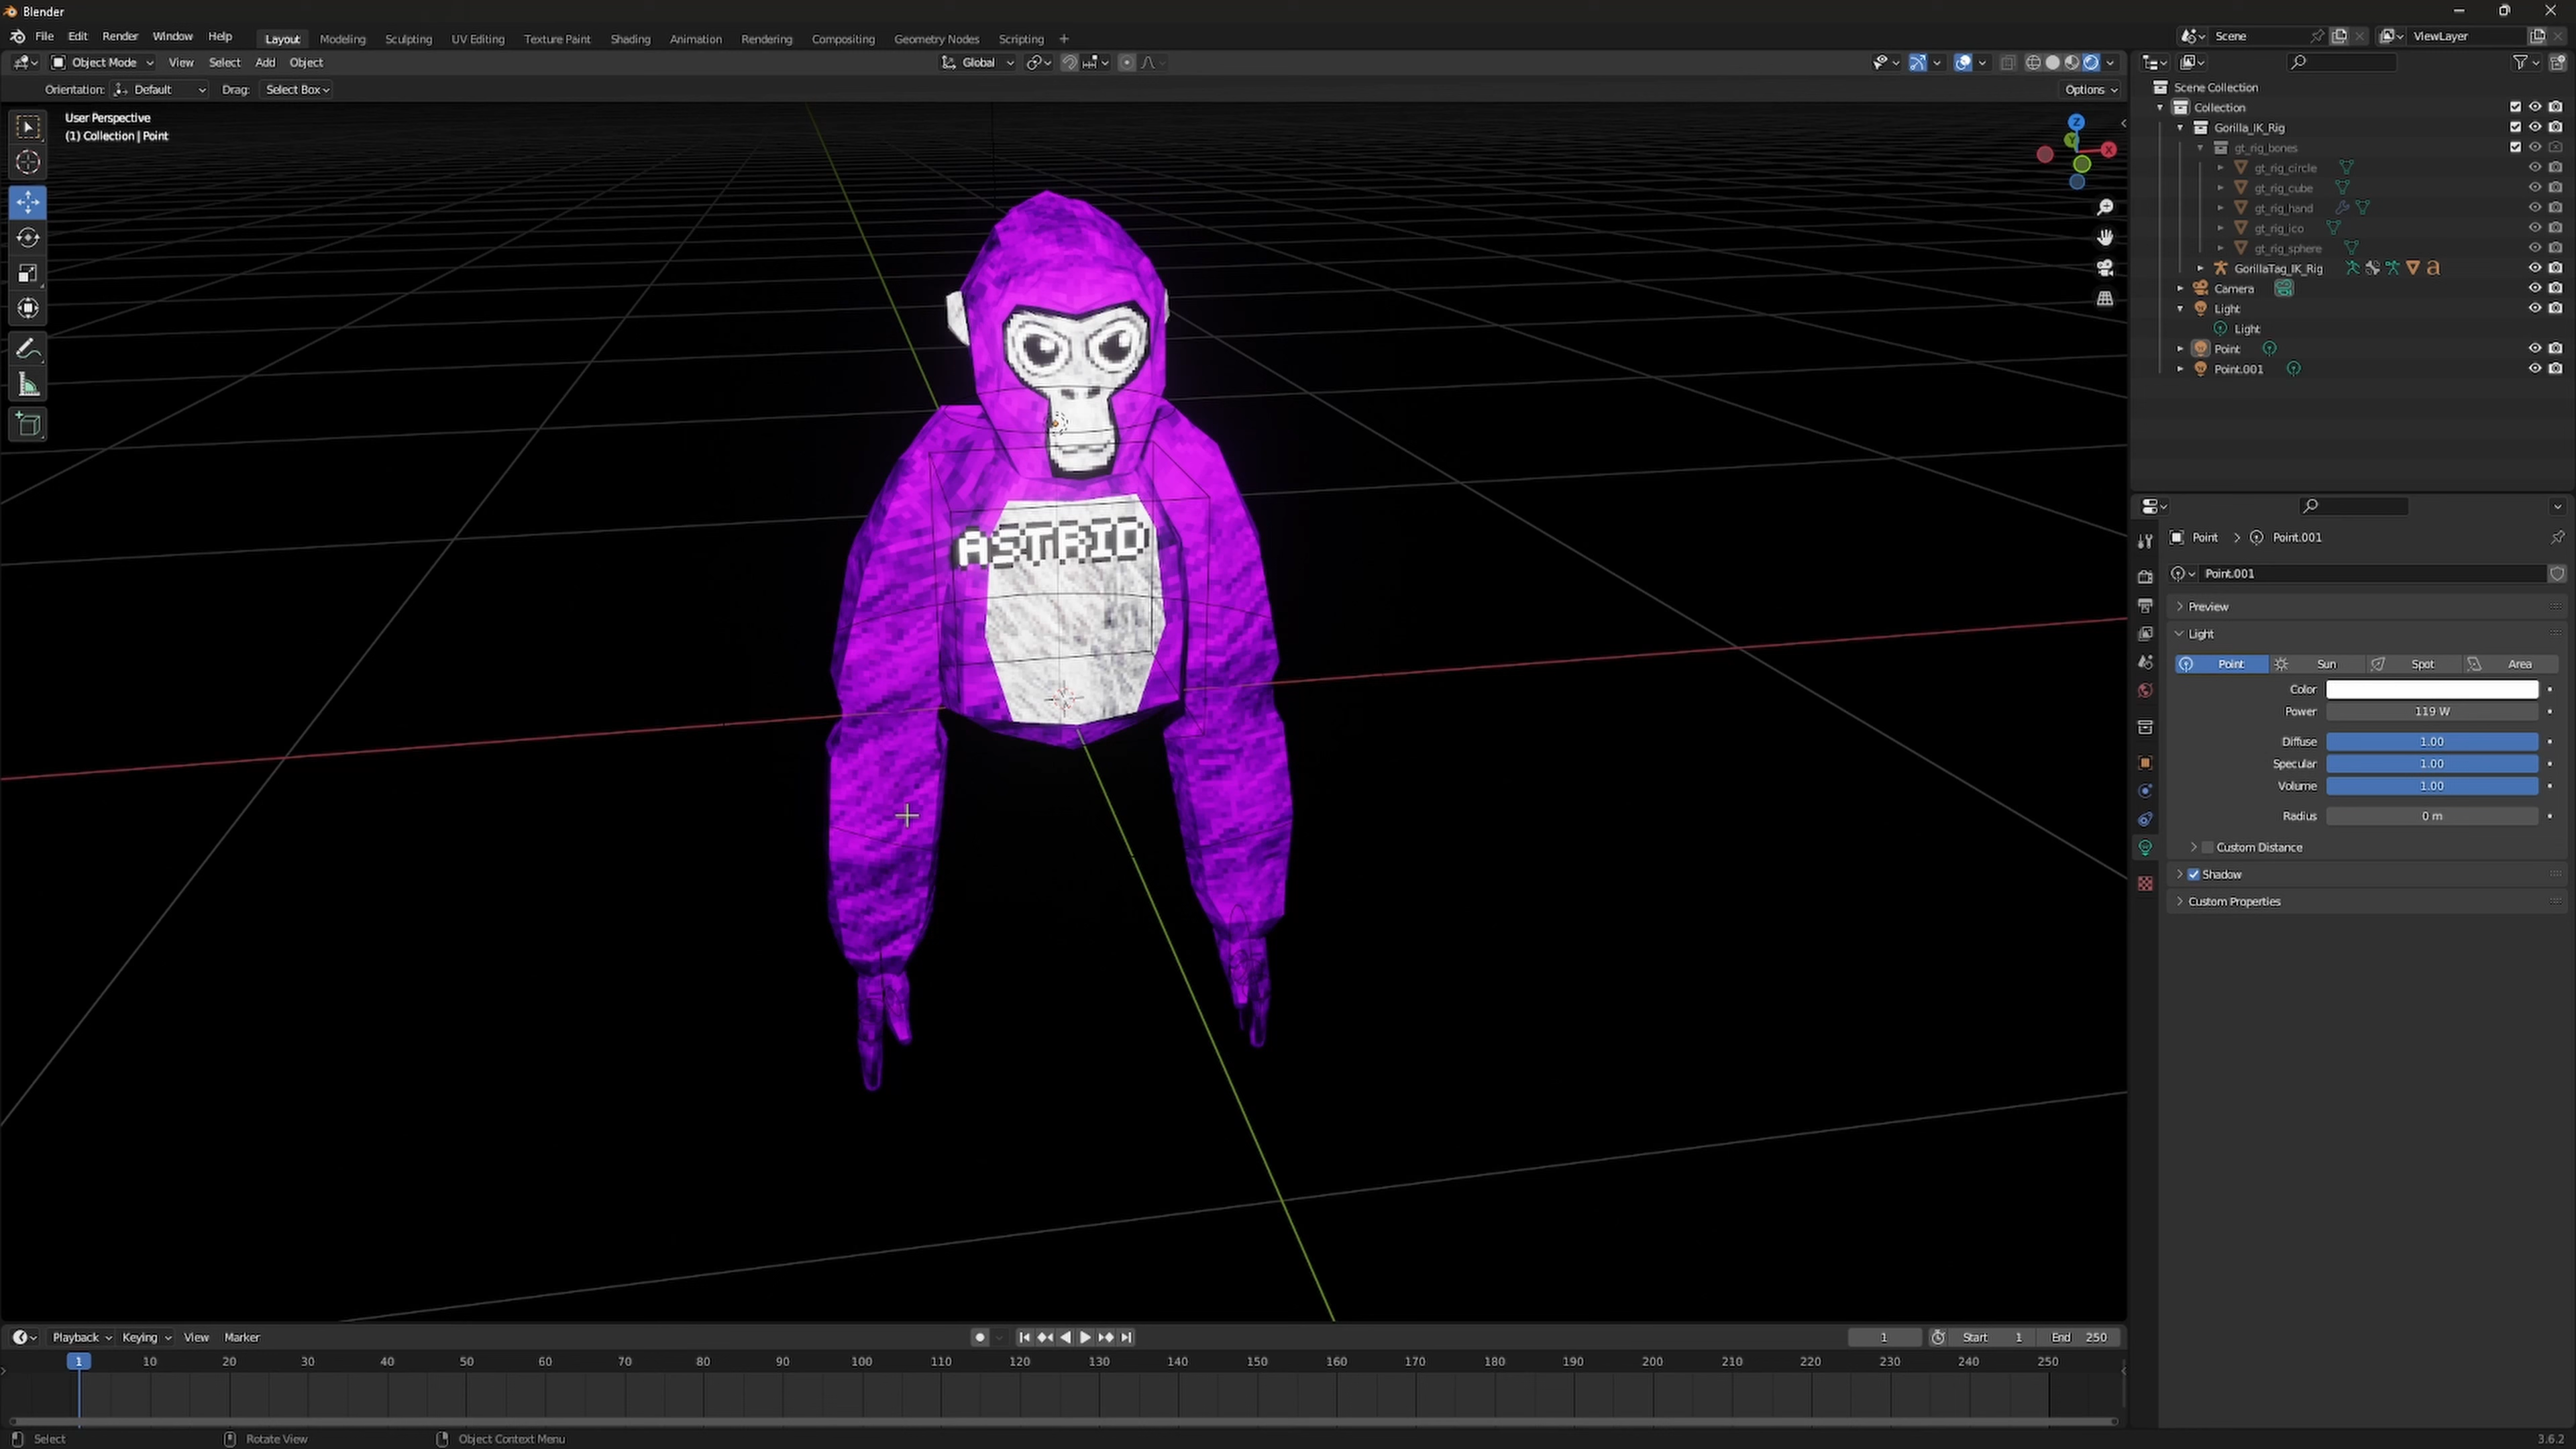 Blender
File Edit Render Window Help Layout Modeling Sculpting UV Editing Texture Paint Shading Animation Rendering Compositing Geometry Nodes Scripting + Scene ViewLayer
Object Mode View Select Add Object Global
Orientation: Default Drag: Select Box Options
User Perspective
(1) Collection | Point
Z
Y
X
ASTRID
Scene Collection
Collection
Gorilla_IK_Rig
gt_rig_bones
gt_rig_circle
gt_rig_cube
gt_rig_hand
gt_rig_ico
gt_rig_sphere
GorillaTag_IK_Rig
Camera
Light
Light
Point
Point.001
Point > Point.001
Point.001
Preview
Light
Point Sun Spot Area
Color
Power 119 W
Diffuse 1.00
Specular 1.00
Volume 1.00
Radius 0 m
Custom Distance
Shadow
Custom Properties
Playback Keying View Marker 1 Start 1 End 250
1 10 20 30 40 50 60 70 80 90 100 110 120 130 140 150 160 170 180 190 200 210 220 230 240 250
Select Rotate View Object Context Menu 3.6.2